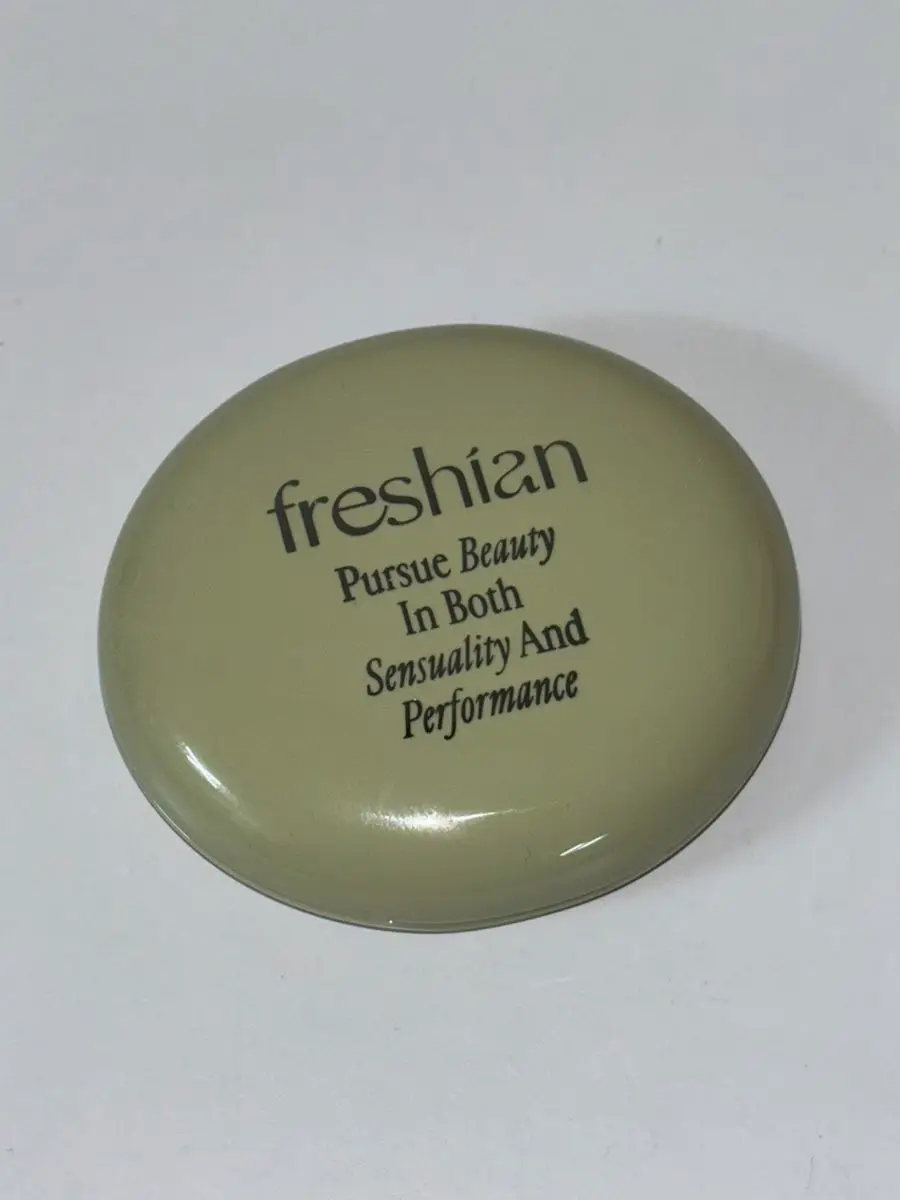 freshian
Pursue Beauty
In Both
Sensuality And
Performance